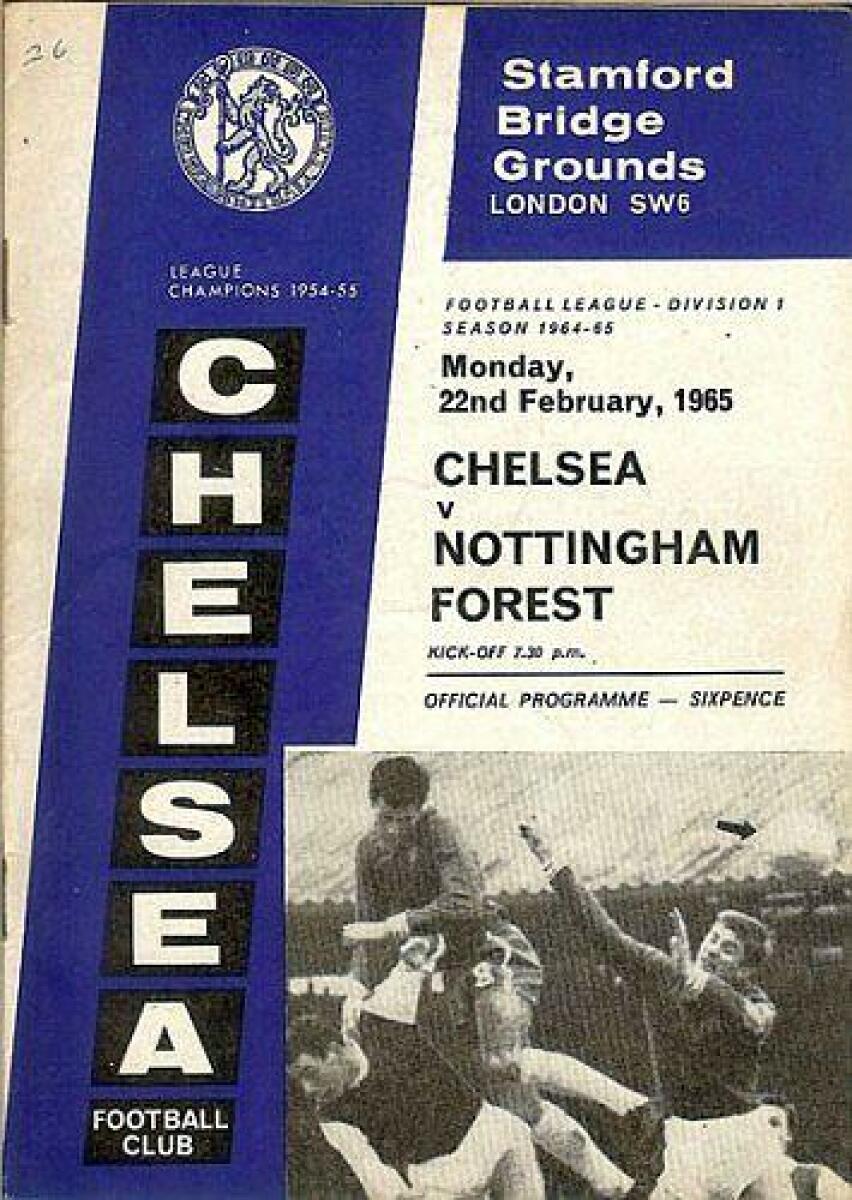 26
Stamford
Bridge
Grounds
LONDON SW6
LEAGUE
CHAMPIONS 1954-55
FOOTBALL LEAGUE - DIVISION 1
SEASON 1964-65
Monday,
22nd February, 1965
CHELSEA
v
NOTTINGHAM
FOREST
KICK-OFF 7.30 p.m.
OFFICIAL PROGRAMME — SIXPENCE
CHELSEA
FOOTBALL
CLUB